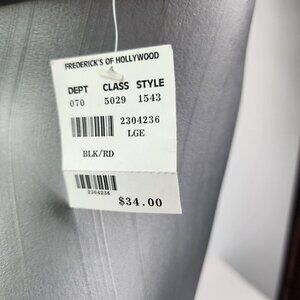 FREDERICK'S OF HOLLYWOOD
DEPT CLASS STYLE
070 5029 1543
2304236
LGE
BLK/RD
2304236
$34.00